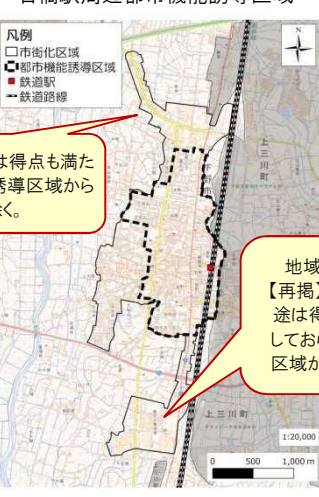 石橋駅周辺都市機能誘導区域
凡例
市街化区域
都市機能誘導区域
鉄道駅
鉄道路線
N
は得点も満た
誘導区域から
除く。
上三川町
地域
【再掲】
途は得
しており
区域か
上三川町
1:20,000
0 500 1,000 m